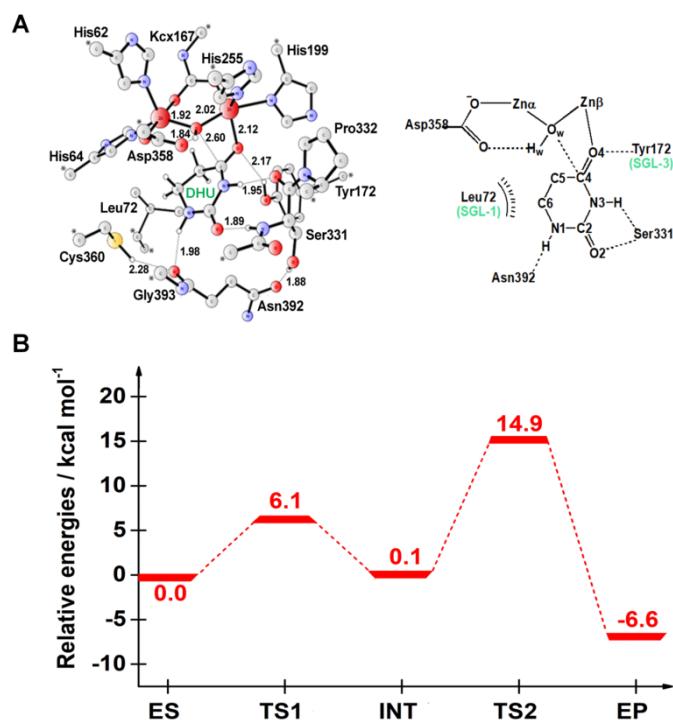 A
His62
Kcx167
His255
His199
1.92
2.02
1.84
2.60
2.12
Pro332
His64
Asp358
2.17
DHU
1.95
Tyr172
Leu72
1.89
Ser331
Cys360
1.98
2.28
Gly393
Asn392
1.88
O⁻ Znα Znβ
Ow
Asp358
Hw
O
O4
Tyr172
(SGL-3)
Leu72
(SGL-1)
C5 C4
C6 N3-H
N1 C2
H
O2
Ser331
Asn392
B
Relative energies / kcal mol⁻¹
20
15
10
5
0
-5
-10
0.0
6.1
0.1
14.9
-6.6
ES TS1 INT TS2 EP